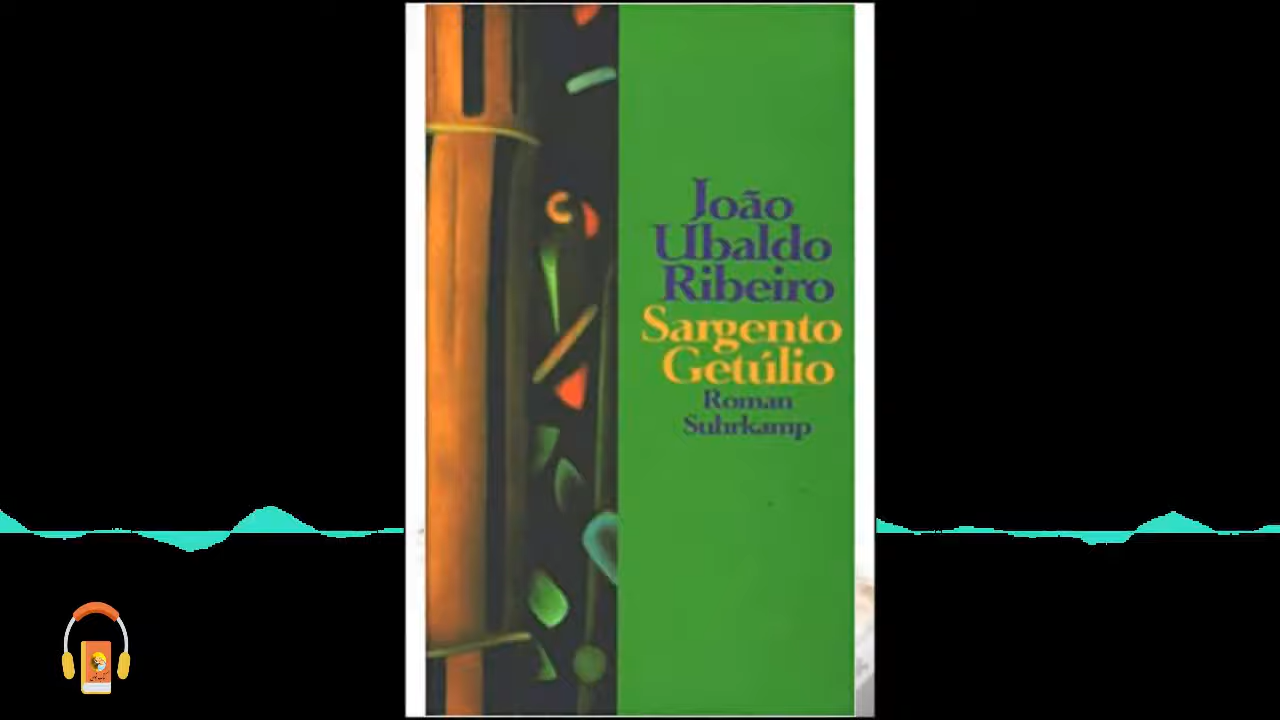 João
Ubaldo
Ribeiro
Sargento
Getúlio
Roman
Suhrkamp